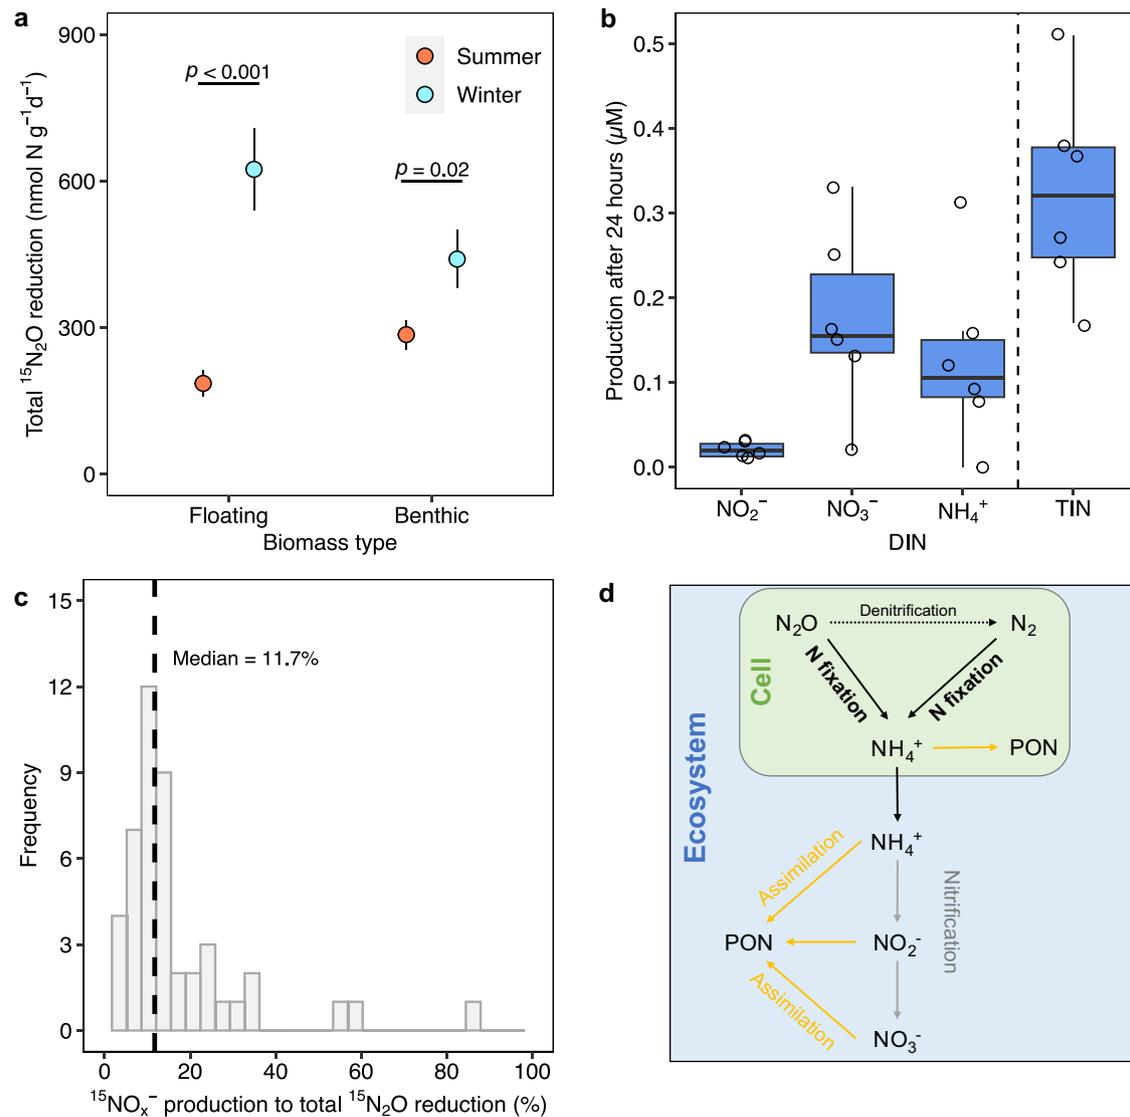 a
900
600
300
0
Total ¹⁵N₂O reduction (nmol N g⁻¹d⁻¹)
p < 0.001
p = 0.02
Summer
Winter
Floating
Benthic
Biomass type
b
0.5
0.4
0.3
0.2
0.1
0.0
Production after 24 hours (µM)
NO₂⁻
NO₃⁻
NH₄⁺
TIN
DIN
c
15
12
9
6
3
0
Frequency
Median = 11.7%
0
20
40
60
80
100
¹⁵NOₓ⁻ production to total ¹⁵N₂O reduction (%)
d
Ecosystem
Cell
N₂O
Denitrification
N₂
N fixation
N fixation
NH₄⁺
PON
NH₄⁺
Assimilation
Nitrification
PON
NO₂⁻
Assimilation
NO₃⁻